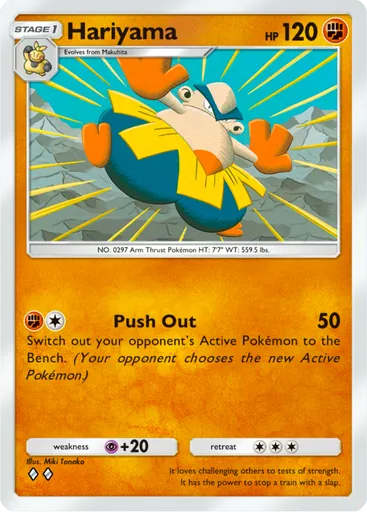 STAGE 1
Hariyama
HP 120
Evolves from Makuhita
NO. 0297 Arm Thrust Pokémon HT: 7'7" WT: 559.5 lbs.
Push Out 50
Switch out your opponent's Active Pokémon to the
Bench. (Your opponent chooses the new Active
Pokémon.)
weakness +20 retreat
Illus. Miki Tanaka
It loves challenging others to tests of strength.
It has the power to stop a train with a slap.